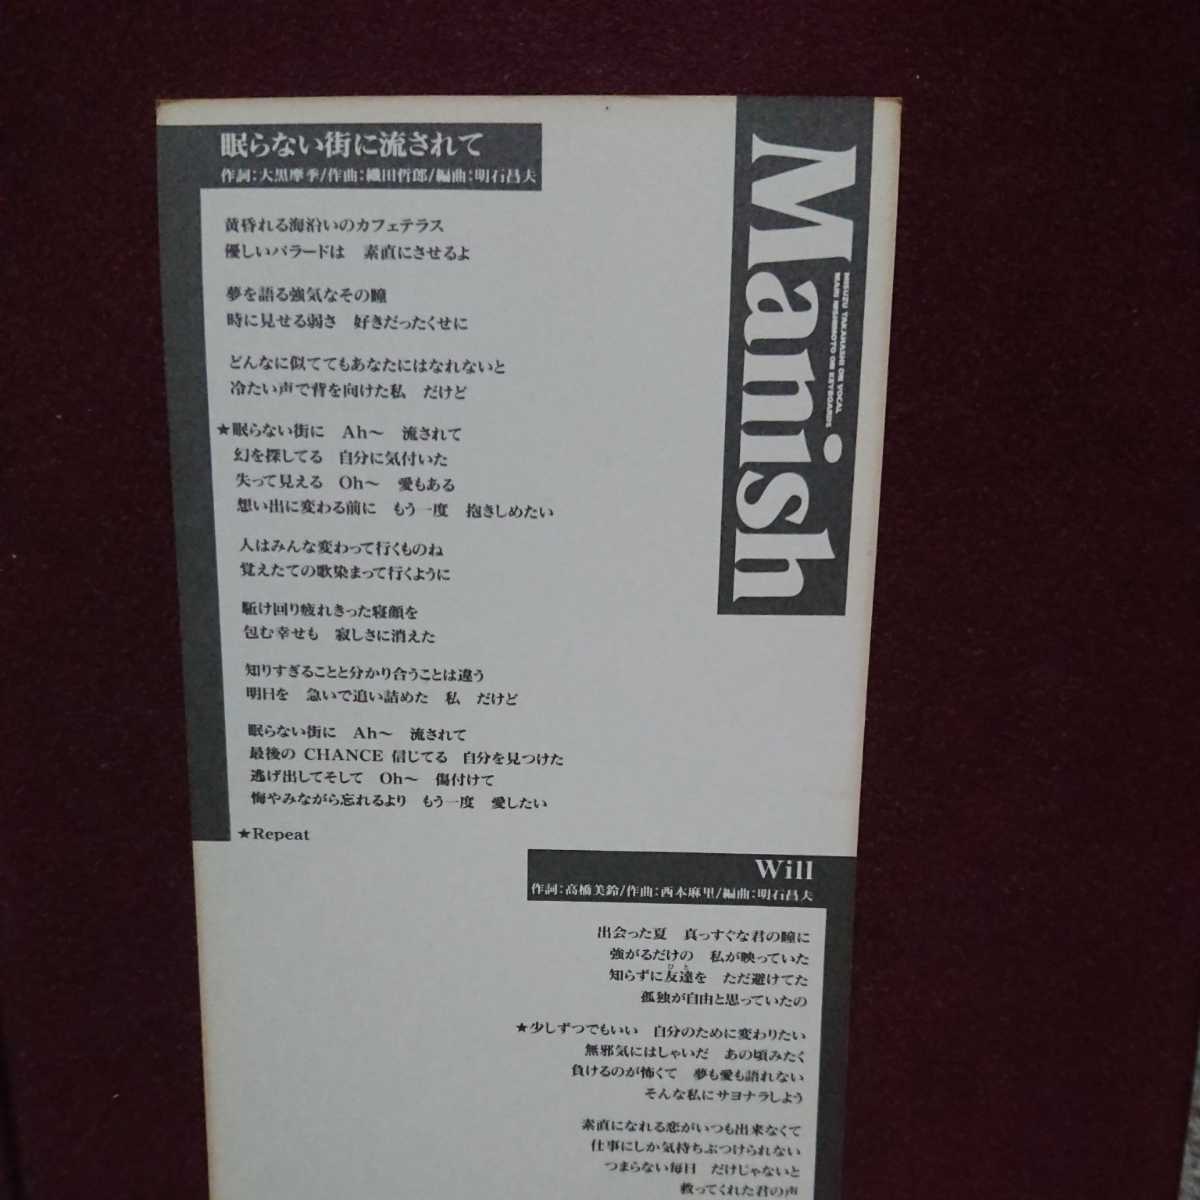 眠らない街に流されて
作詞：大黒摩季/作曲：織田哲郎/編曲：明石昌夫
黄昏れる海沿いのカフェテラス
優しいバラードは　素直にさせるよ
夢を語る強気なその瞳
時に見せる弱さ　好きだったくせに
どんなに似ててもあなたにはなれないと
冷たい声で背を向けた私　だけど
★眠らない街に　Ah〜　流されて
幻を探してる　自分に気付いた
失って見える　Oh〜　愛もある
想い出に変わる前に　もう一度　抱きしめたい
人はみんな変わって行くものね
覚えたての歌染まって行くように
駈け回り疲れきった寝顔を
包む幸せも　寂しさに消えた
知りすぎることと分かり合うことは違う
明日を　急いで追い詰めた　私　だけど
眠らない街に　Ah〜　流されて
最後の CHANCE 信じてる　自分を見つけた
逃げ出してそして　Oh〜　傷付けて
悔やみながら忘れるより　もう一度　愛したい
★Repeat
Manish
MISUZU TAKAHASHI ON VOCAL
MARI NISHIMOTO ON KEYBOARDS
Will
作詞：高橋美鈴/作曲：西本麻里/編曲：明石昌夫
出会った夏　真っすぐな君の瞳に
強がるだけの　私が映っていた
知らずに友達を　ただ避けてた
ひと
孤独が自由と思っていたの
★少しずつでもいい　自分のために変わりたい
無邪気にはしゃいだ　あの頃みたく
負けるのが怖くて　夢も愛も語れない
そんな私にサヨナラしよう
素直になれる恋がいつも出来なくて
仕事にしか気持ちぶつけられない
つまらない毎日　だけじゃないと
救ってくれた君の声